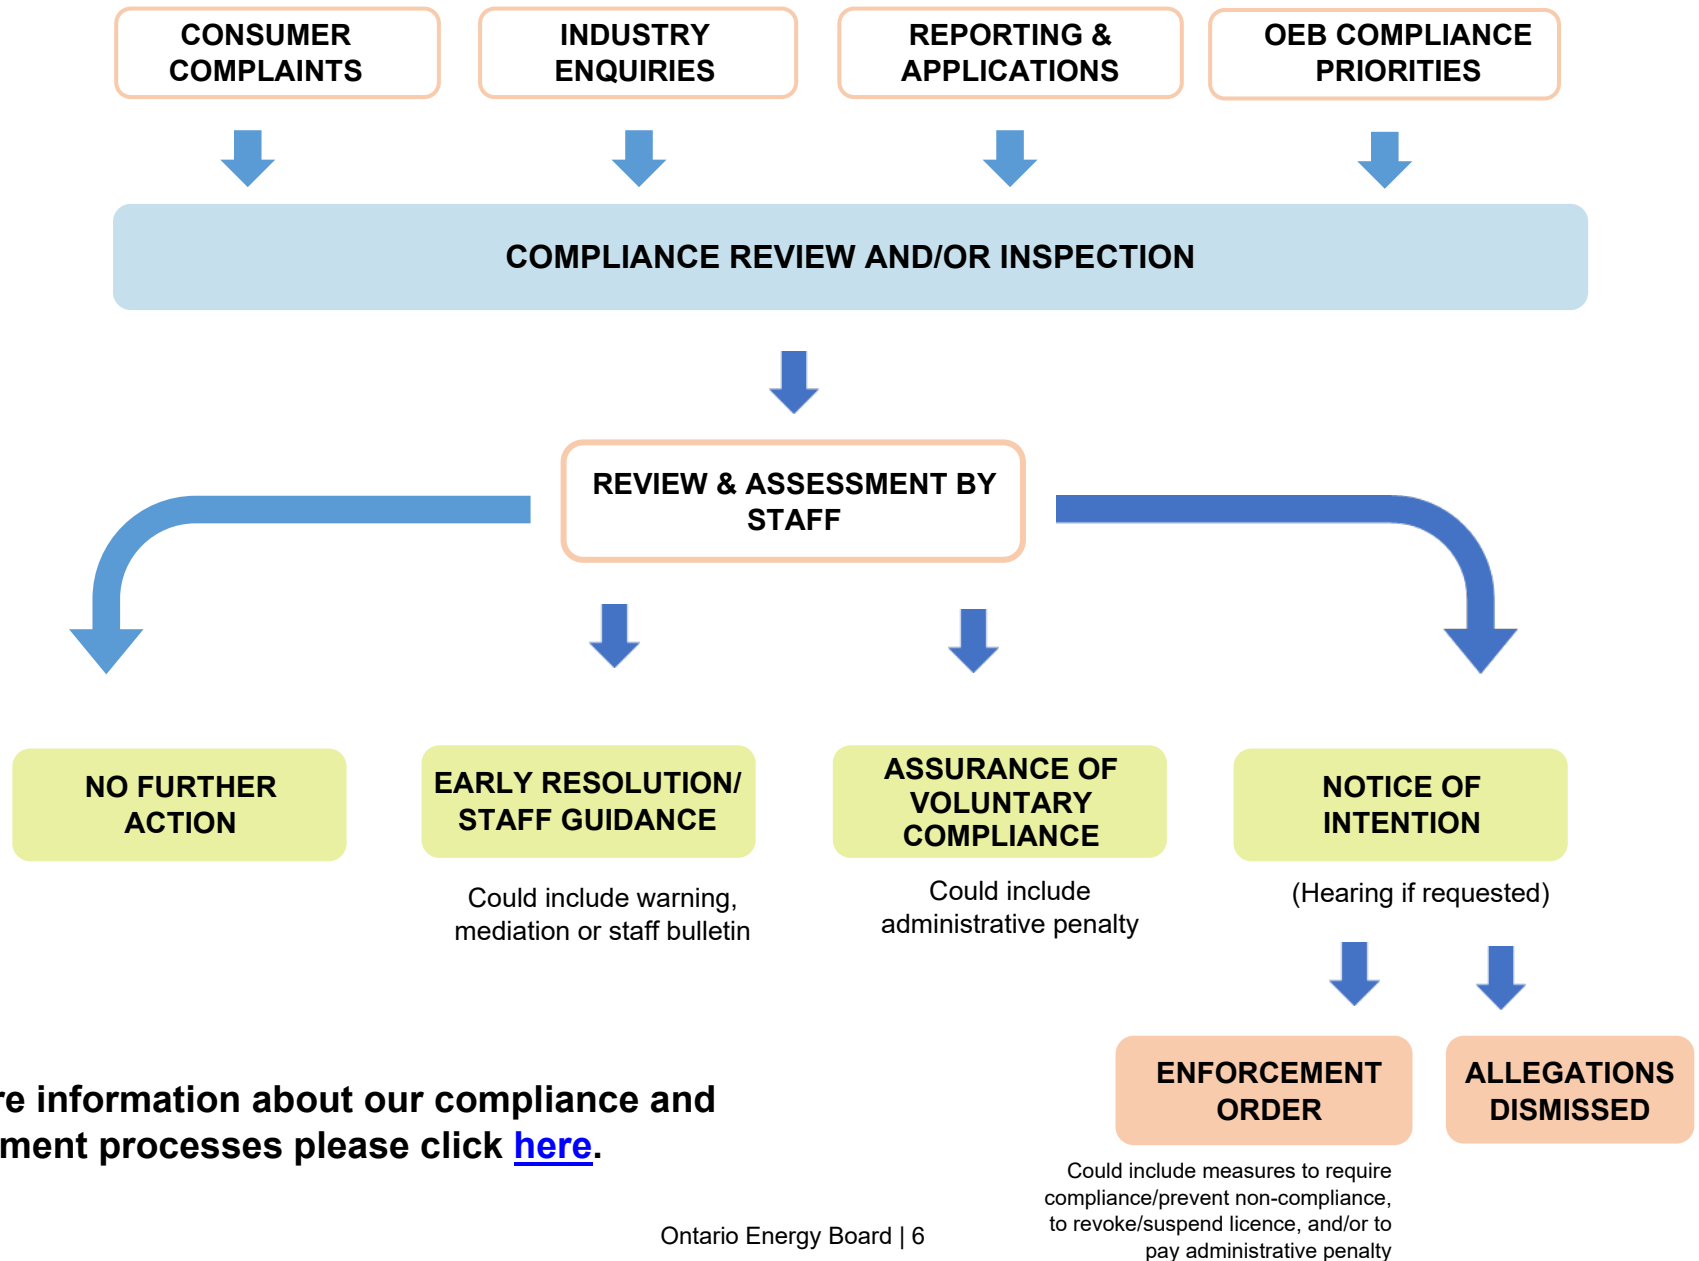 CONSUMER
COMPLAINTS
INDUSTRY
ENQUIRIES
REPORTING &
APPLICATIONS
OEB COMPLIANCE
PRIORITIES
COMPLIANCE REVIEW AND/OR INSPECTION
REVIEW & ASSESSMENT BY
STAFF
NO FURTHER
ACTION
EARLY RESOLUTION/
STAFF GUIDANCE
Could include warning,
mediation or staff bulletin
ASSURANCE OF
VOLUNTARY
COMPLIANCE
Could include
administrative penalty
NOTICE OF
INTENTION
(Hearing if requested)
ENFORCEMENT
ORDER
Could include measures to require
compliance/prevent non-compliance,
to revoke/suspend licence, and/or to
pay administrative penalty
ALLEGATIONS
DISMISSED
re information about our compliance and
ment processes please click here.
Ontario Energy Board | 6